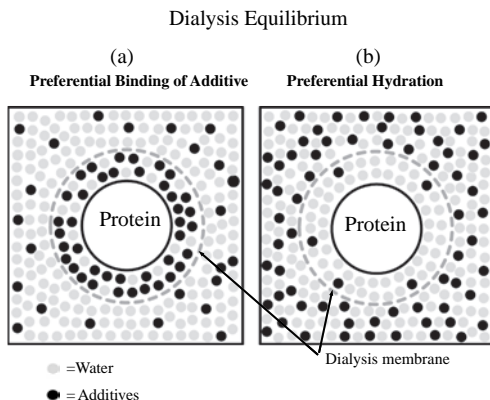 Dialysis Equilibrium
(a)
Preferential Binding of Additive
(b)
Preferential Hydration
Protein
Protein
Dialysis membrane
=Water
=Additives